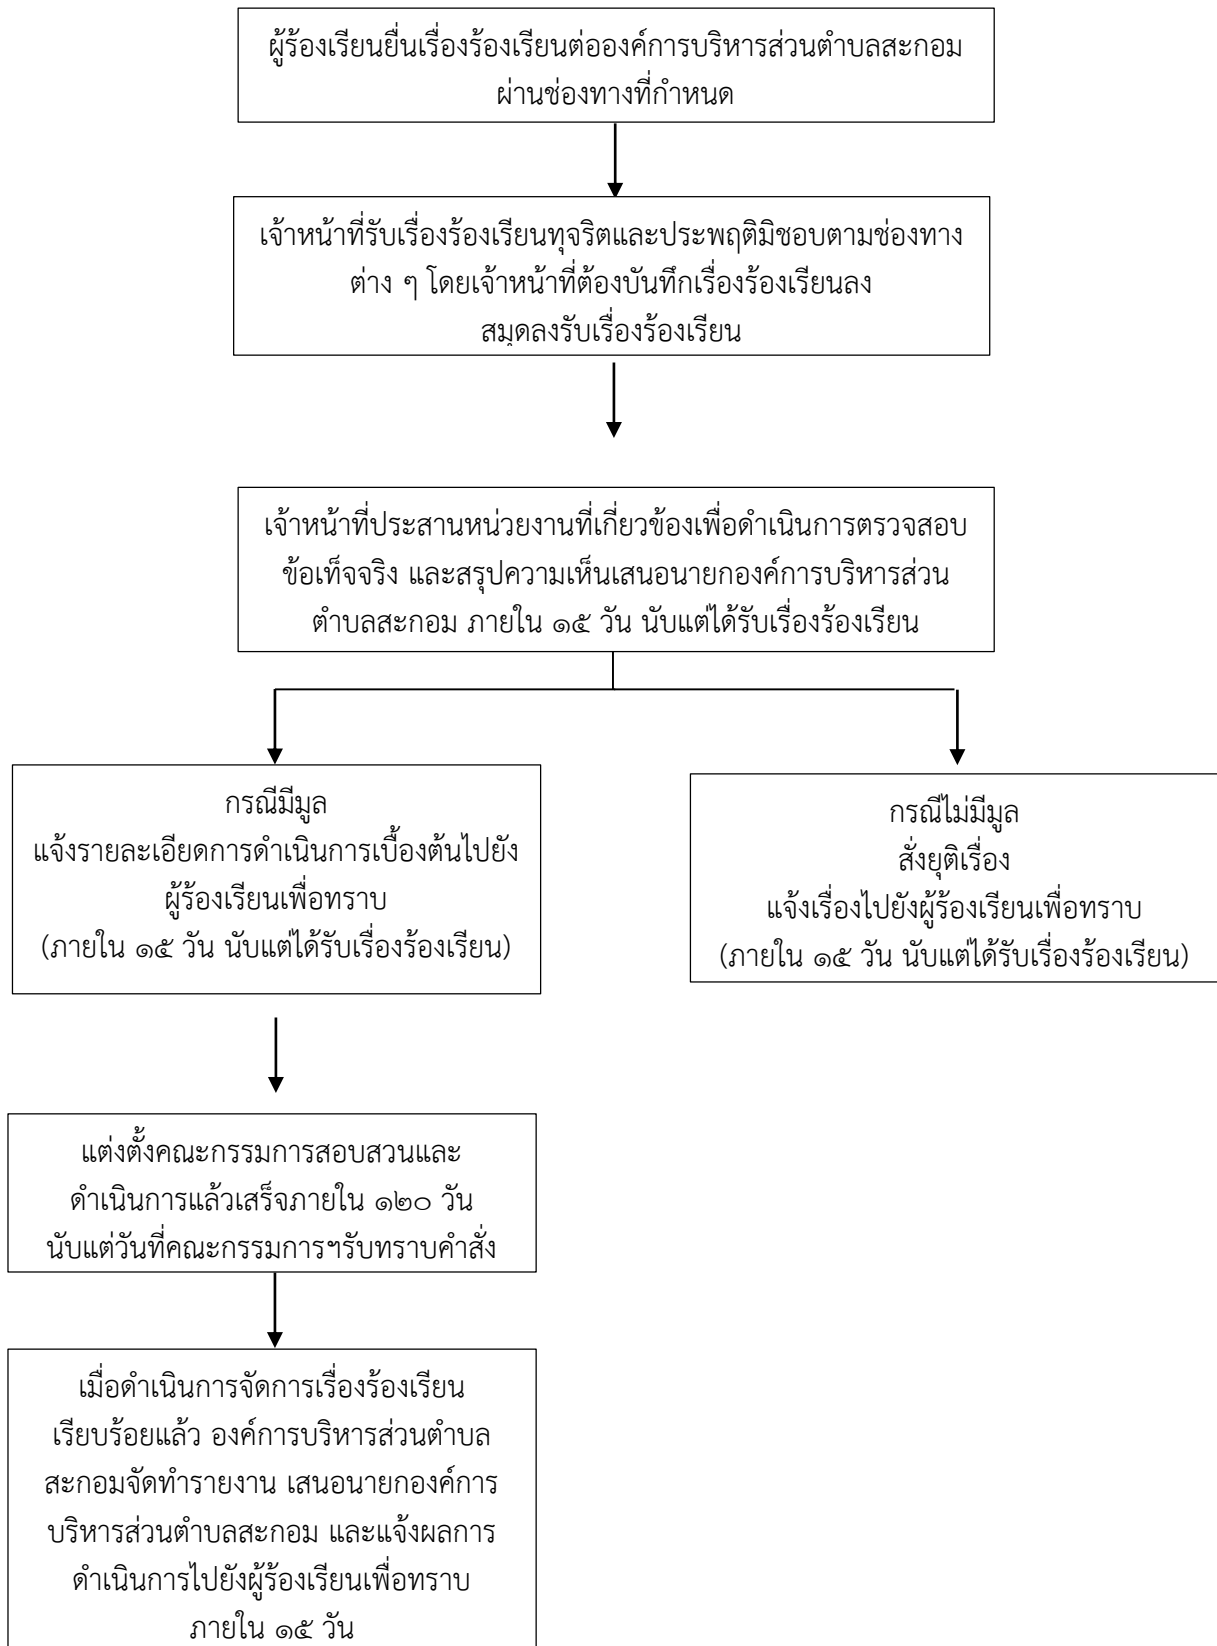 ผู้ร้องเรียนยื่นเรื่องร้องเรียนต่อองค์การบริหารส่วนตำบลสะกอม
ผ่านช่องทางที่กำหนด
เจ้าหน้าที่รับเรื่องร้องเรียนทุจริตและประพฤติมิชอบตามช่องทาง
ต่าง ๆ โดยเจ้าหน้าที่ต้องบันทึกเรื่องร้องเรียนลง
สมุดลงรับเรื่องร้องเรียน
เจ้าหน้าที่ประสานหน่วยงานที่เกี่ยวข้องเพื่อดำเนินการตรวจสอบ
ข้อเท็จจริง และสรุปความเห็นเสนอนายกองค์การบริหารส่วน
ตำบลสะกอม ภายใน ๑๕ วัน นับแต่ได้รับเรื่องร้องเรียน
กรณีมีมูล
แจ้งรายละเอียดการดำเนินการเบื้องต้นไปยัง
ผู้ร้องเรียนเพื่อทราบ
(ภายใน ๑๕ วัน นับแต่ได้รับเรื่องร้องเรียน)
กรณีไม่มีมูล
สั่งยุติเรื่อง
แจ้งเรื่องไปยังผู้ร้องเรียนเพื่อทราบ
(ภายใน ๑๕ วัน นับแต่ได้รับเรื่องร้องเรียน)
แต่งตั้งคณะกรรมการสอบสวนและ
ดำเนินการแล้วเสร็จภายใน ๑๒๐ วัน
นับแต่วันที่คณะกรรมการฯรับทราบคำสั่ง
เมื่อดำเนินการจัดการเรื่องร้องเรียน
เรียบร้อยแล้ว องค์การบริหารส่วนตำบล
สะกอมจัดทำรายงาน เสนอนายกองค์การ
บริหารส่วนตำบลสะกอม และแจ้งผลการ
ดำเนินการไปยังผู้ร้องเรียนเพื่อทราบ
ภายใน ๑๕ วัน